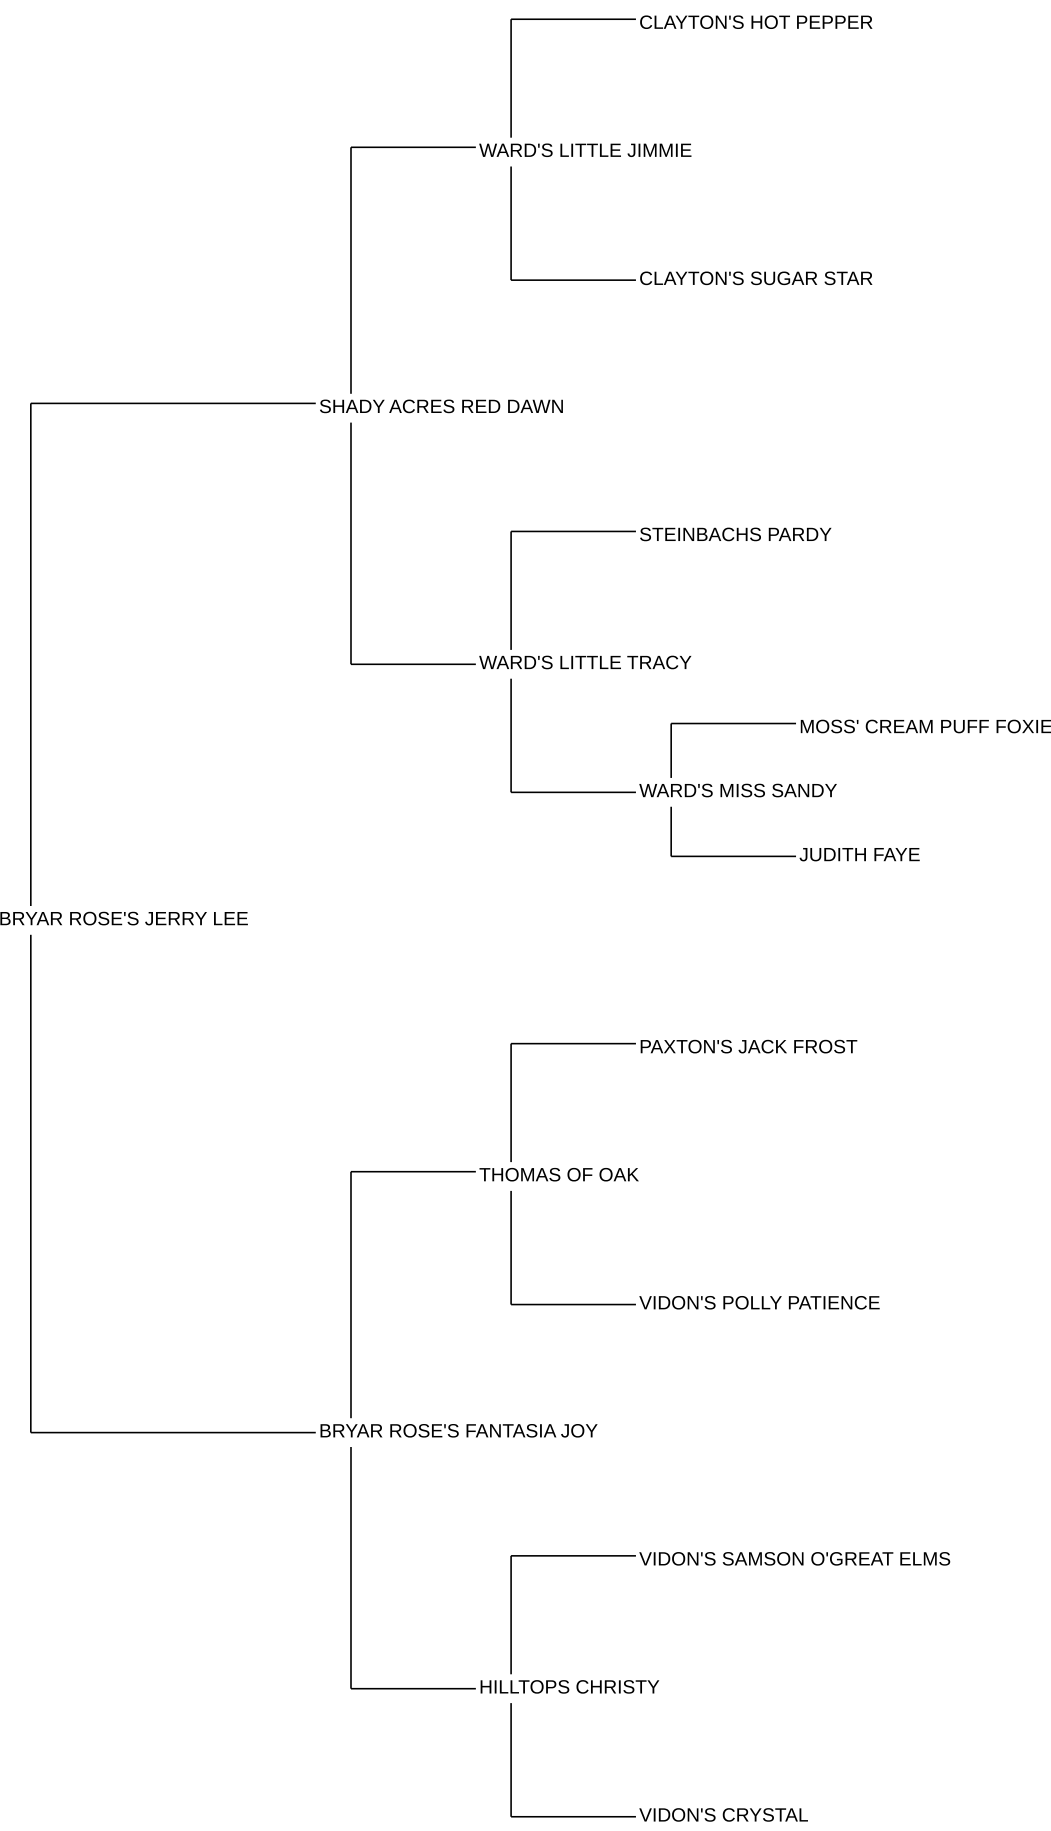 CLAYTON'S HOT PEPPER
WARD'S LITTLE JIMMIE
CLAYTON'S SUGAR STAR
SHADY ACRES RED DAWN
STEINBACHS PARDY
WARD'S LITTLE TRACY
MOSS' CREAM PUFF FOXIE
WARD'S MISS SANDY
JUDITH FAYE
BRYAR ROSE'S JERRY LEE
PAXTON'S JACK FROST
THOMAS OF OAK
VIDON'S POLLY PATIENCE
BRYAR ROSE'S FANTASIA JOY
VIDON'S SAMSON O'GREAT ELMS
HILLTOPS CHRISTY
VIDON'S CRYSTAL